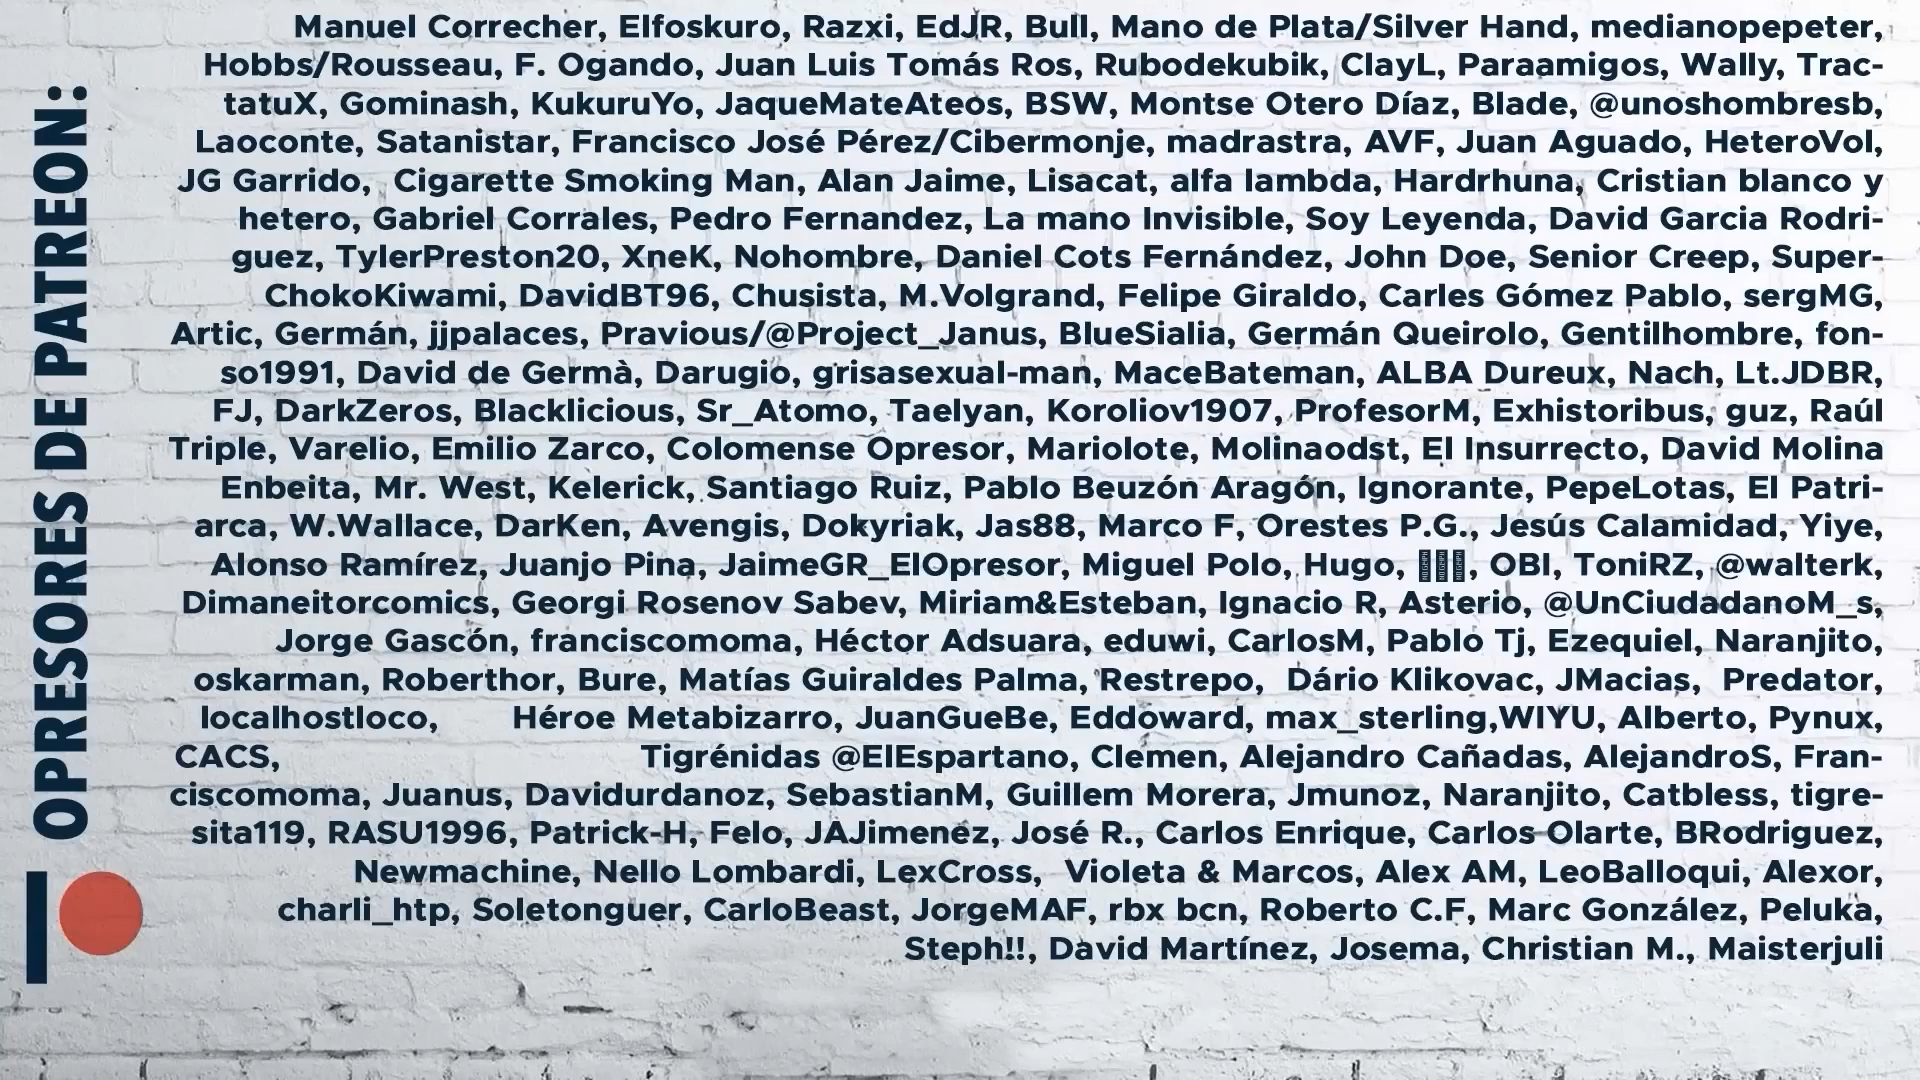 OPRESORES DE PATREON:
Manuel Correcher, Elfoskuro, Razxi, EdJR, Bull, Mano de Plata/Silver Hand, medianopepeter,
Hobbs/Rousseau, F. Ogando, Juan Luis Tomás Ros, Rubodekubik, ClayL, Paraamigos, Wally, Trac-
tatuX, Gominash, KukuruYo, JaqueMateAteos, BSW, Montse Otero Díaz, Blade, @unoshombresb,
Laoconte, Satanistar, Francisco José Pérez/Cibermonje, madrastra, AVF, Juan Aguado, HeteroVol,
JG Garrido, Cigarette Smoking Man, Alan Jaime, Lisacat, alfa lambda, Hardrhuna, Cristian blanco y
hetero, Gabriel Corrales, Pedro Fernandez, La mano Invisible, Soy Leyenda, David Garcia Rodri-
guez, TylerPreston20, XneK, Nohombre, Daniel Cots Fernández, John Doe, Senior Creep, Super-
ChokoKiwami, DavidBT96, Chusista, M.Volgrand, Felipe Giraldo, Carles Gómez Pablo, sergMG,
Artic, Germán, jjpalaces, Pravious/@Project_Janus, BlueSialia, Germán Queirolo, Gentilhombre, fon-
so1991, David de Germà, Darugio, grisasexual-man, MaceBateman, ALBA Dureux, Nach, Lt.JDBR,
FJ, DarkZeros, Blacklicious, Sr_Atomo, Taelyan, Koroliov1907, ProfesorM, Exhistoribus, guz, Raúl
Triple, Varelio, Emilio Zarco, Colomense Opresor, Mariolote, Molinaodst, El Insurrecto, David Molina
Enbeita, Mr. West, Kelerick, Santiago Ruiz, Pablo Beuzón Aragón, Ignorante, PepeLotas, El Patri-
arca, W.Wallace, DarKen, Avengis, Dokyriak, Jas88, Marco F, Orestes P.G., Jesús Calamidad, Yiye,
Alonso Ramírez, Juanjo Pina, JaimeGR_ElOpresor, Miguel Polo, Hugo, , OBI, ToniRZ, @walterk,
Dimaneitorcomics, Georgi Rosenov Sabev, Miriam&Esteban, Ignacio R, Asterio, @UnCiudadanoM_s,
Jorge Gascón, franciscomoma, Héctor Adsuara, eduwi, CarlosM, Pablo Tj, Ezequiel, Naranjito,
oskarman, Roberthor, Bure, Matías Guiraldes Palma, Restrepo, Dário Klikovac, JMacias, Predator,
localhostloco, Héroe Metabizarro, JuanGueBe, Eddoward, max_sterling,WIYU, Alberto, Pynux,
CACS, Tigrénidas @ElEspartano, Clemen, Alejandro Cañadas, AlejandroS, Fran-
ciscomoma, Juanus, Davidurdanoz, SebastianM, Guillem Morera, Jmunoz, Naranjito, Catbless, tigre-
sita119, RASU1996, Patrick-H, Felo, JAJimenez, José R., Carlos Enrique, Carlos Olarte, BRodriguez,
Newmachine, Nello Lombardi, LexCross, Violeta & Marcos, Alex AM, LeoBalloqui, Alexor,
charli_htp, Soletonguer, CarloBeast, JorgeMAF, rbx bcn, Roberto C.F, Marc González, Peluka,
Steph!!, David Martínez, Josema, Christian M., Maisterjuli